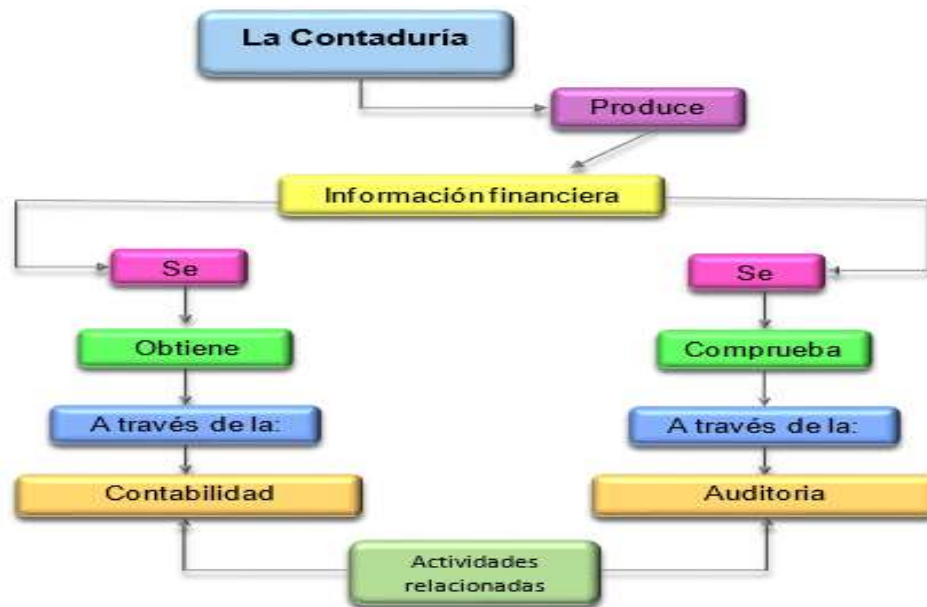 La Contaduría
Produce
Información financiera
Se
Se
Obtiene
Comprueba
A través de la:
A través de la:
Contabilidad
Auditoria
Actividades
relacionadas